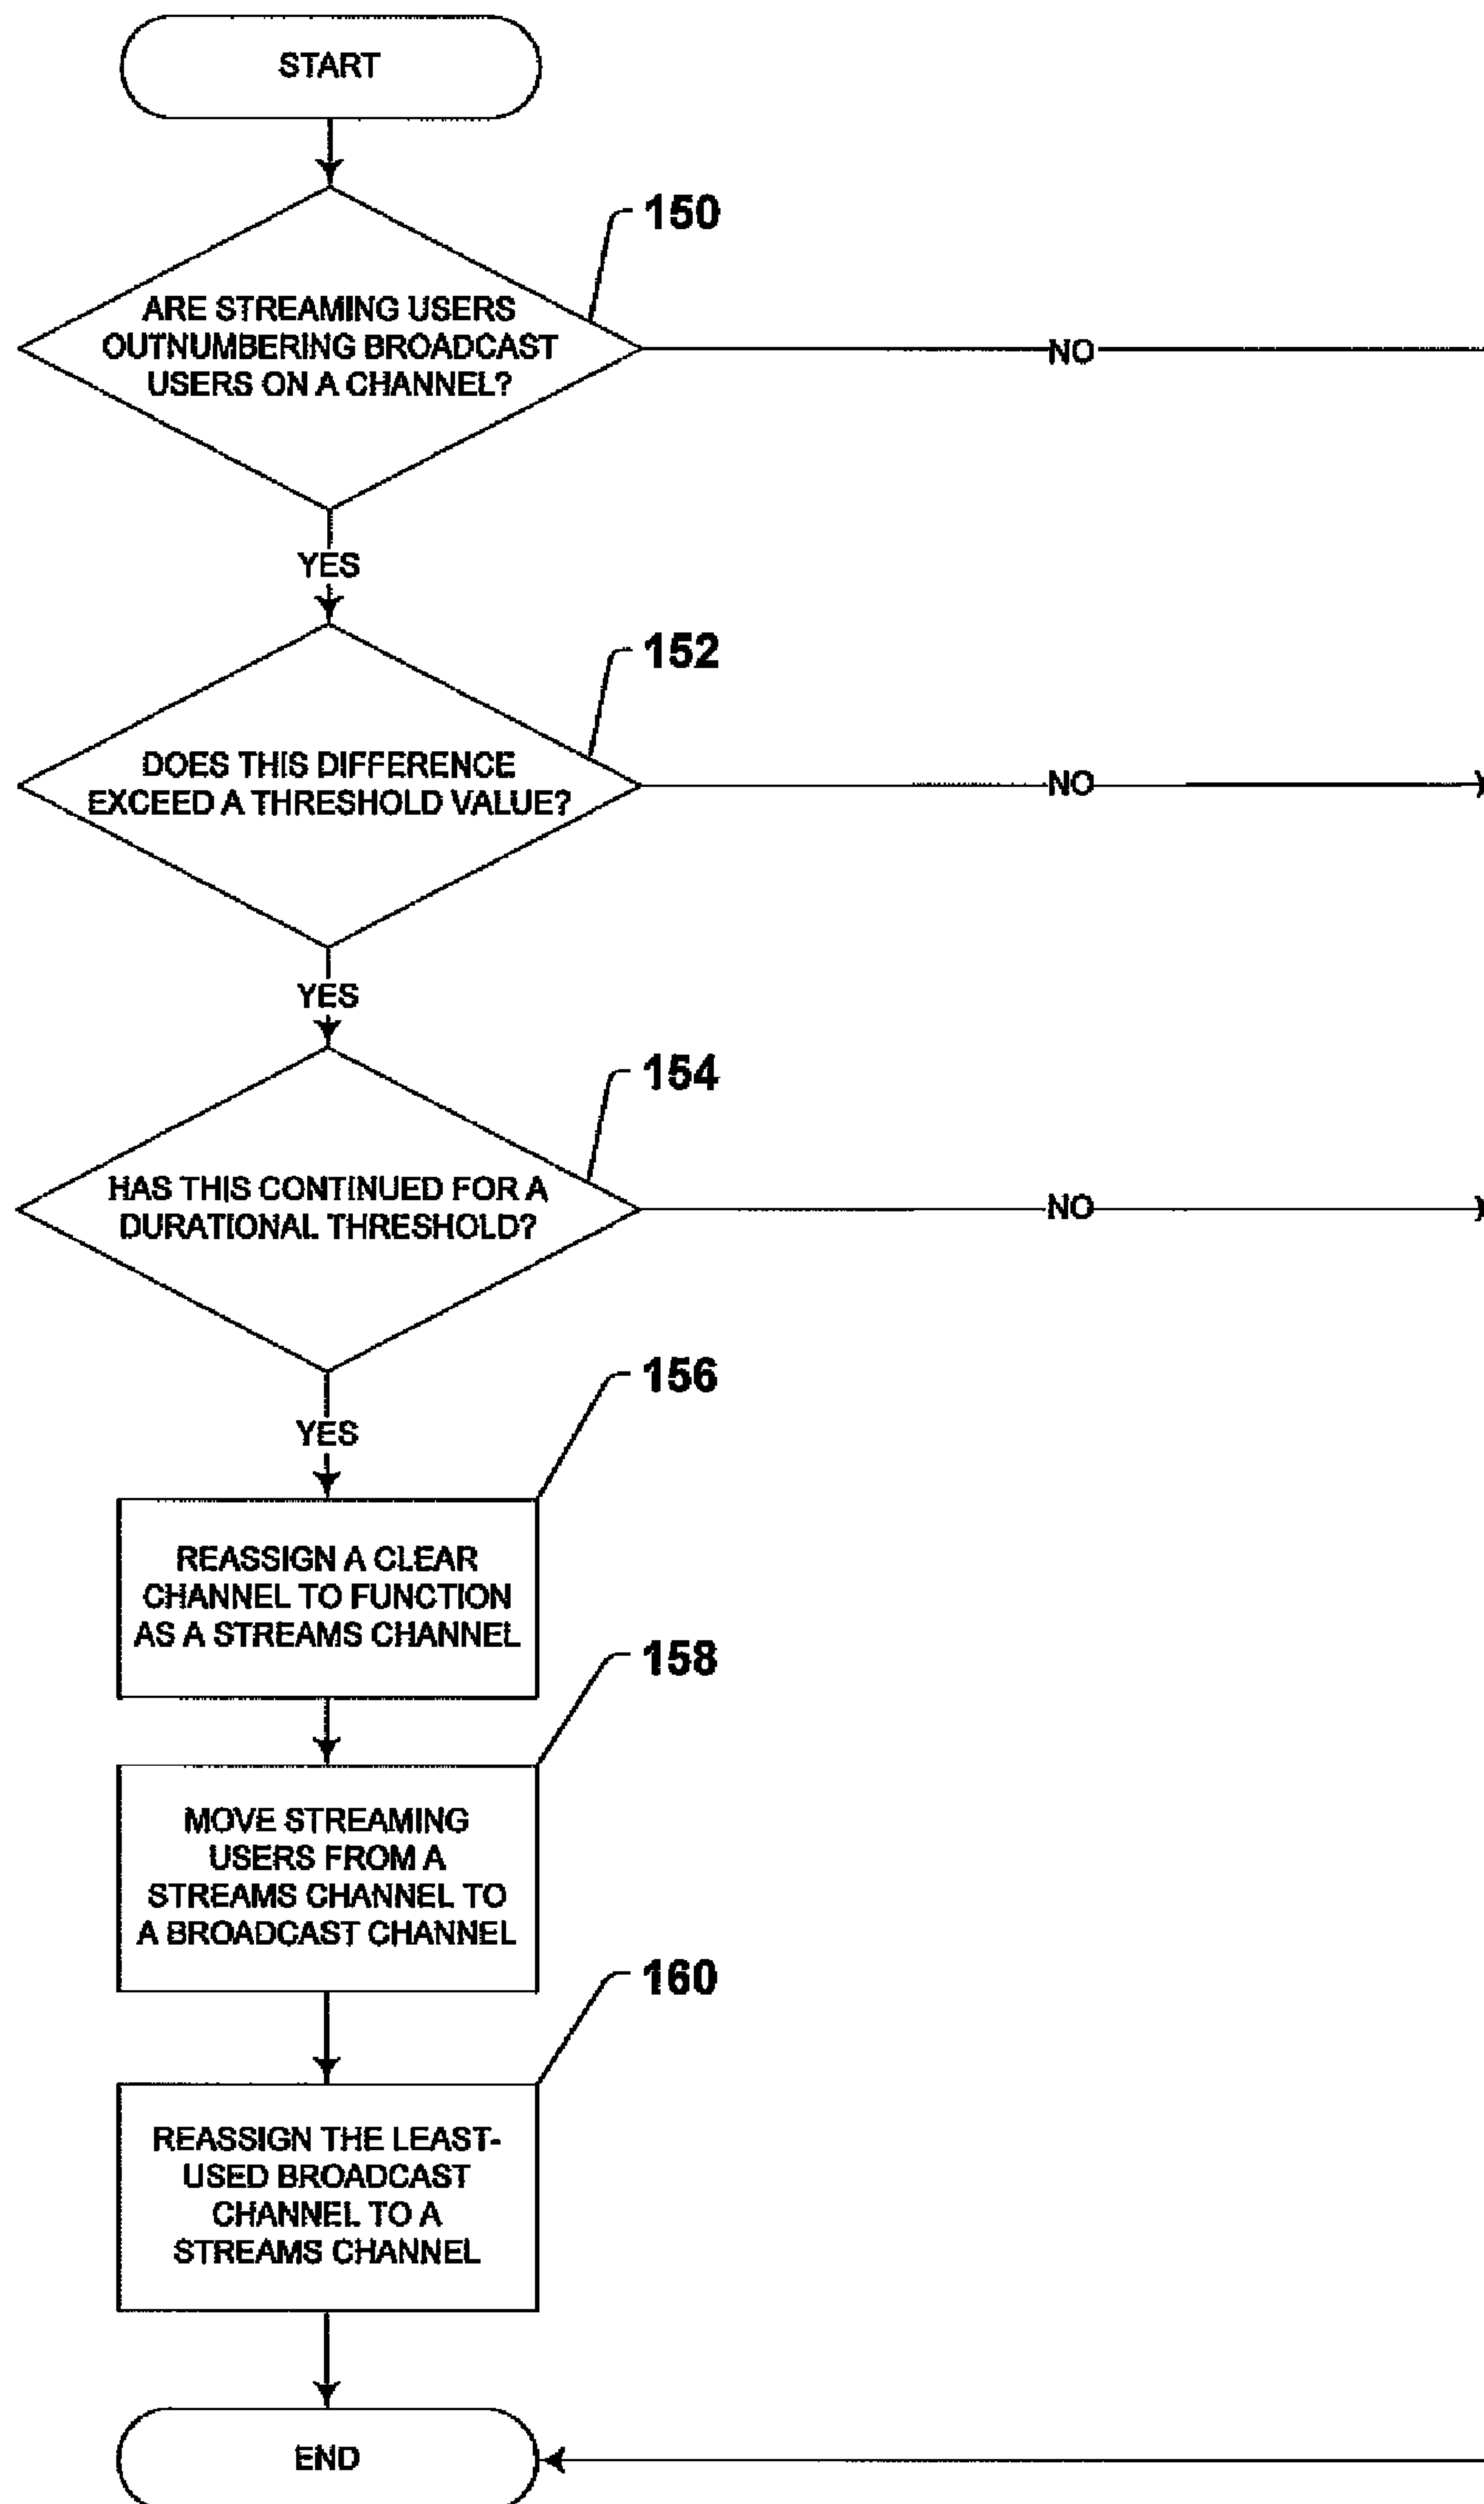 START
150
ARE STREAMING USERS
OUTNUMBERING BROADCAST
USERS ON A CHANNEL?
NO
YES
152
DOES THIS DIFFERENCE
EXCEED A THRESHOLD VALUE?
NO
YES
154
HAS THIS CONTINUED FOR A
DURATIONAL THRESHOLD?
NO
YES
156
REASSIGN A CLEAR
CHANNEL TO FUNCTION
AS A STREAMS CHANNEL
158
MOVE STREAMING
USERS FROM A
STREAMS CHANNEL TO
A BROADCAST CHANNEL
160
REASSIGN THE LEAST-
USED BROADCAST
CHANNEL TO A
STREAMS CHANNEL
END